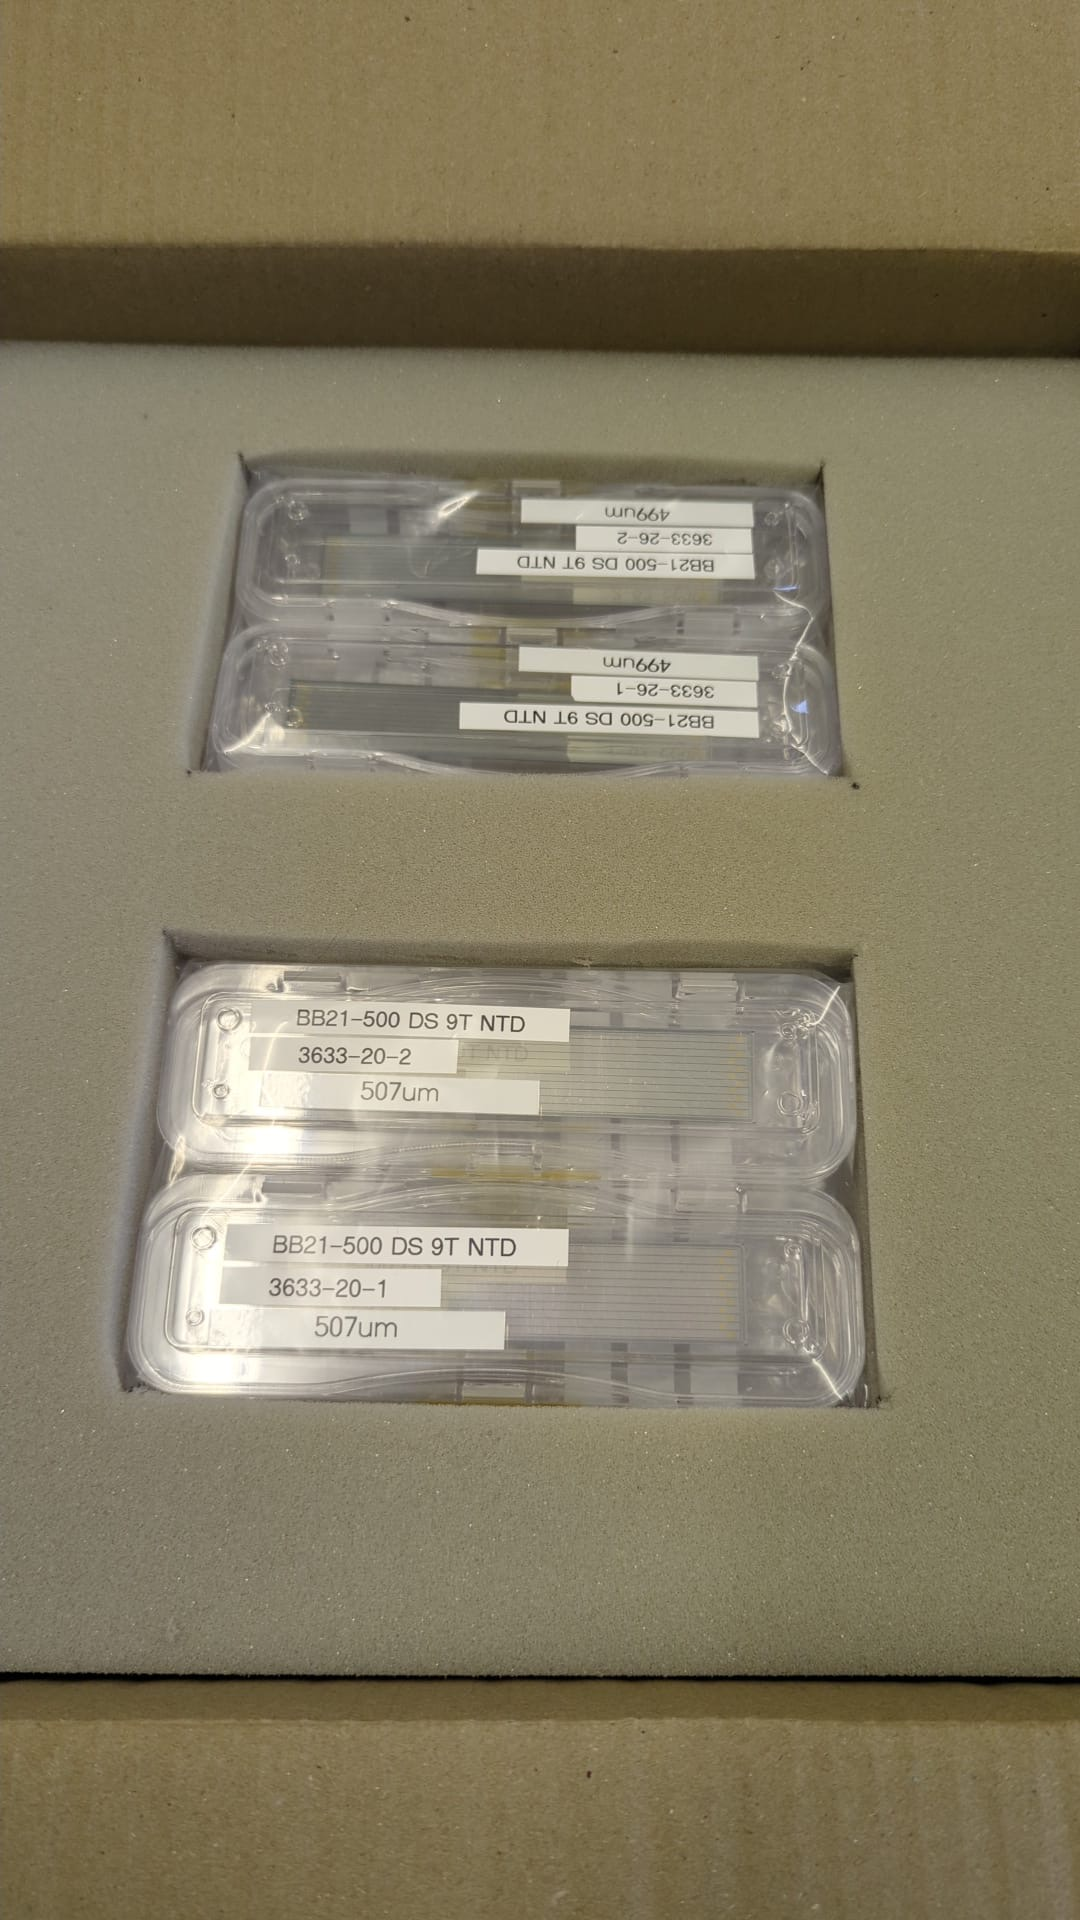 499um
3633-26-2
BB21-500 DS 9T NTD
499um
3633-26-1
BB21-500 DS 9T NTD
BB21-500 DS 9T NTD
3633-20-2
507um
BB21-500 DS 9T NTD
3633-20-1
507um